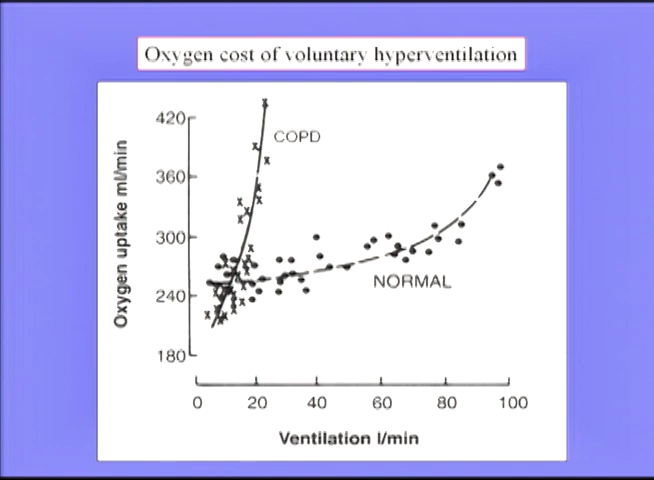 Oxygen cost of voluntary hyperventilation
420
COPD
360
Oxygen uptake ml/min
300
NORMAL
240
180
0 20 40 60 80 100
Ventilation l/min